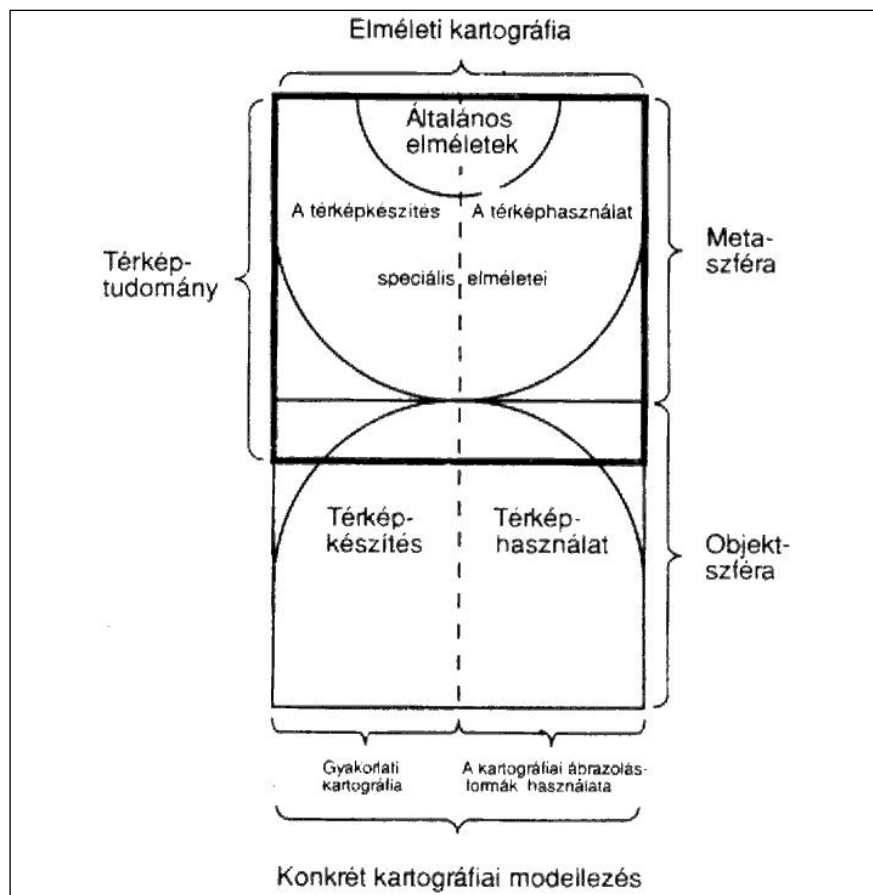 Elméleti kartográfia
Általános
elméletek
A térképkészítés
A térképhasználat
speciális elméletei
Térkép-
tudomány
Meta-
szféra
Térkép-
készítés
Térkép-
használat
Objekt-
szféra
Gyakorlati
kartográfia
A kartográfiai ábrazolás-
formák használata
Konkrét kartográfiai modellezés